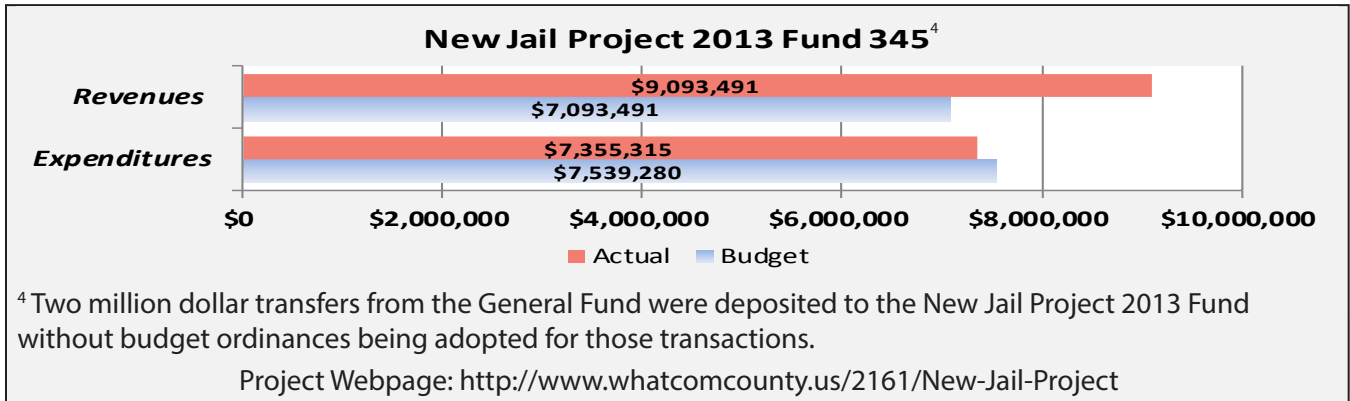 New Jail Project 2013 Fund 345⁴
Revenues
$9,093,491
$7,093,491
Expenditures
$7,355,315
$7,539,280
$0 $2,000,000 $4,000,000 $6,000,000 $8,000,000 $10,000,000
Actual Budget
⁴ Two million dollar transfers from the General Fund were deposited to the New Jail Project 2013 Fund
without budget ordinances being adopted for those transactions.
Project Webpage: http://www.whatcomcounty.us/2161/New-Jail-Project